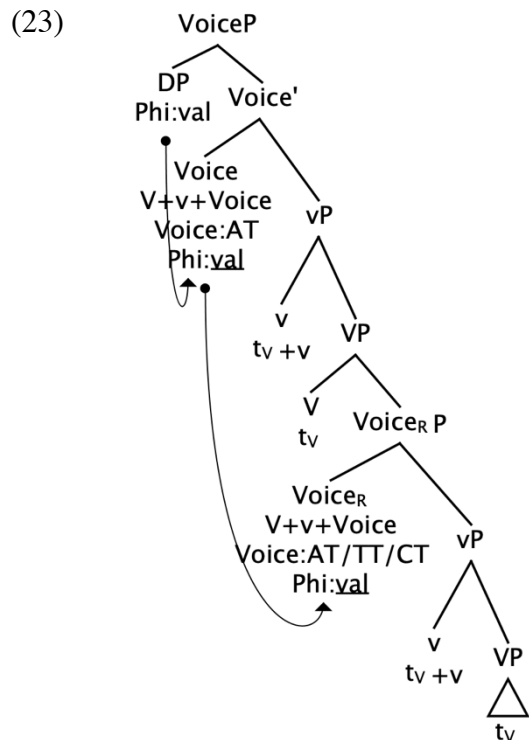 (23)
VoiceP
DP
Phi:val
Voice'
Voice
V+v+Voice
Voice:AT
Phi:val
vP
v
tV +v
VP
V
tV
VoiceR P
VoiceR
V+v+Voice
Voice:AT/TT/CT
Phi:val
vP
v
tV +v
VP
tV